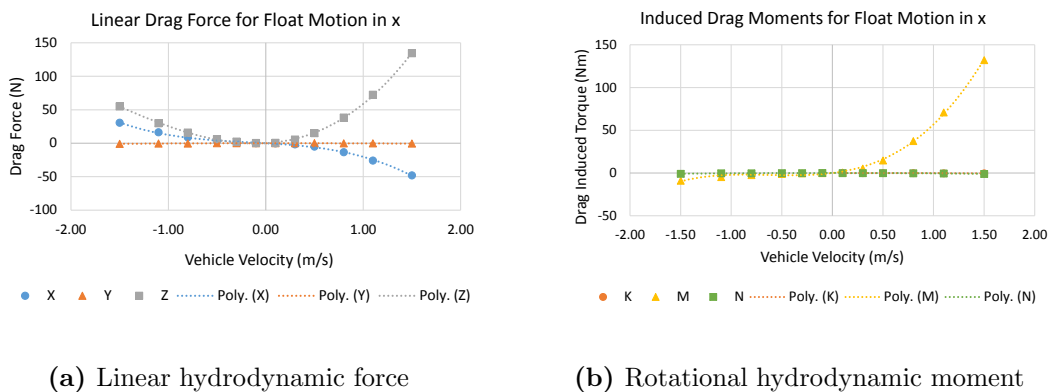 Linear Drag Force for Float Motion in x
150
100
50
0
-50
-100
Drag Force (N)
-2.00 -1.00 0.00 1.00 2.00
Vehicle Velocity (m/s)
X Y Z Poly. (X) Poly. (Y) Poly. (Z)
(a) Linear hydrodynamic force
Induced Drag Moments for Float Motion in x
150
100
50
0
-50
Drag Induced Torque (Nm)
-2.00 -1.50 -1.00 -0.50 0.00 0.50 1.00 1.50 2.00
Vehicle Velocity (m/s)
K M N Poly. (K) Poly. (M) Poly. (N)
(b) Rotational hydrodynamic moment